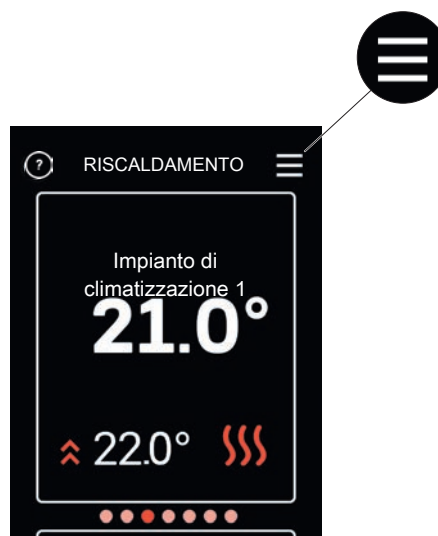 ? RISCALDAMENTO
Impianto di
climatizzazione 1
21.0°
22.0°